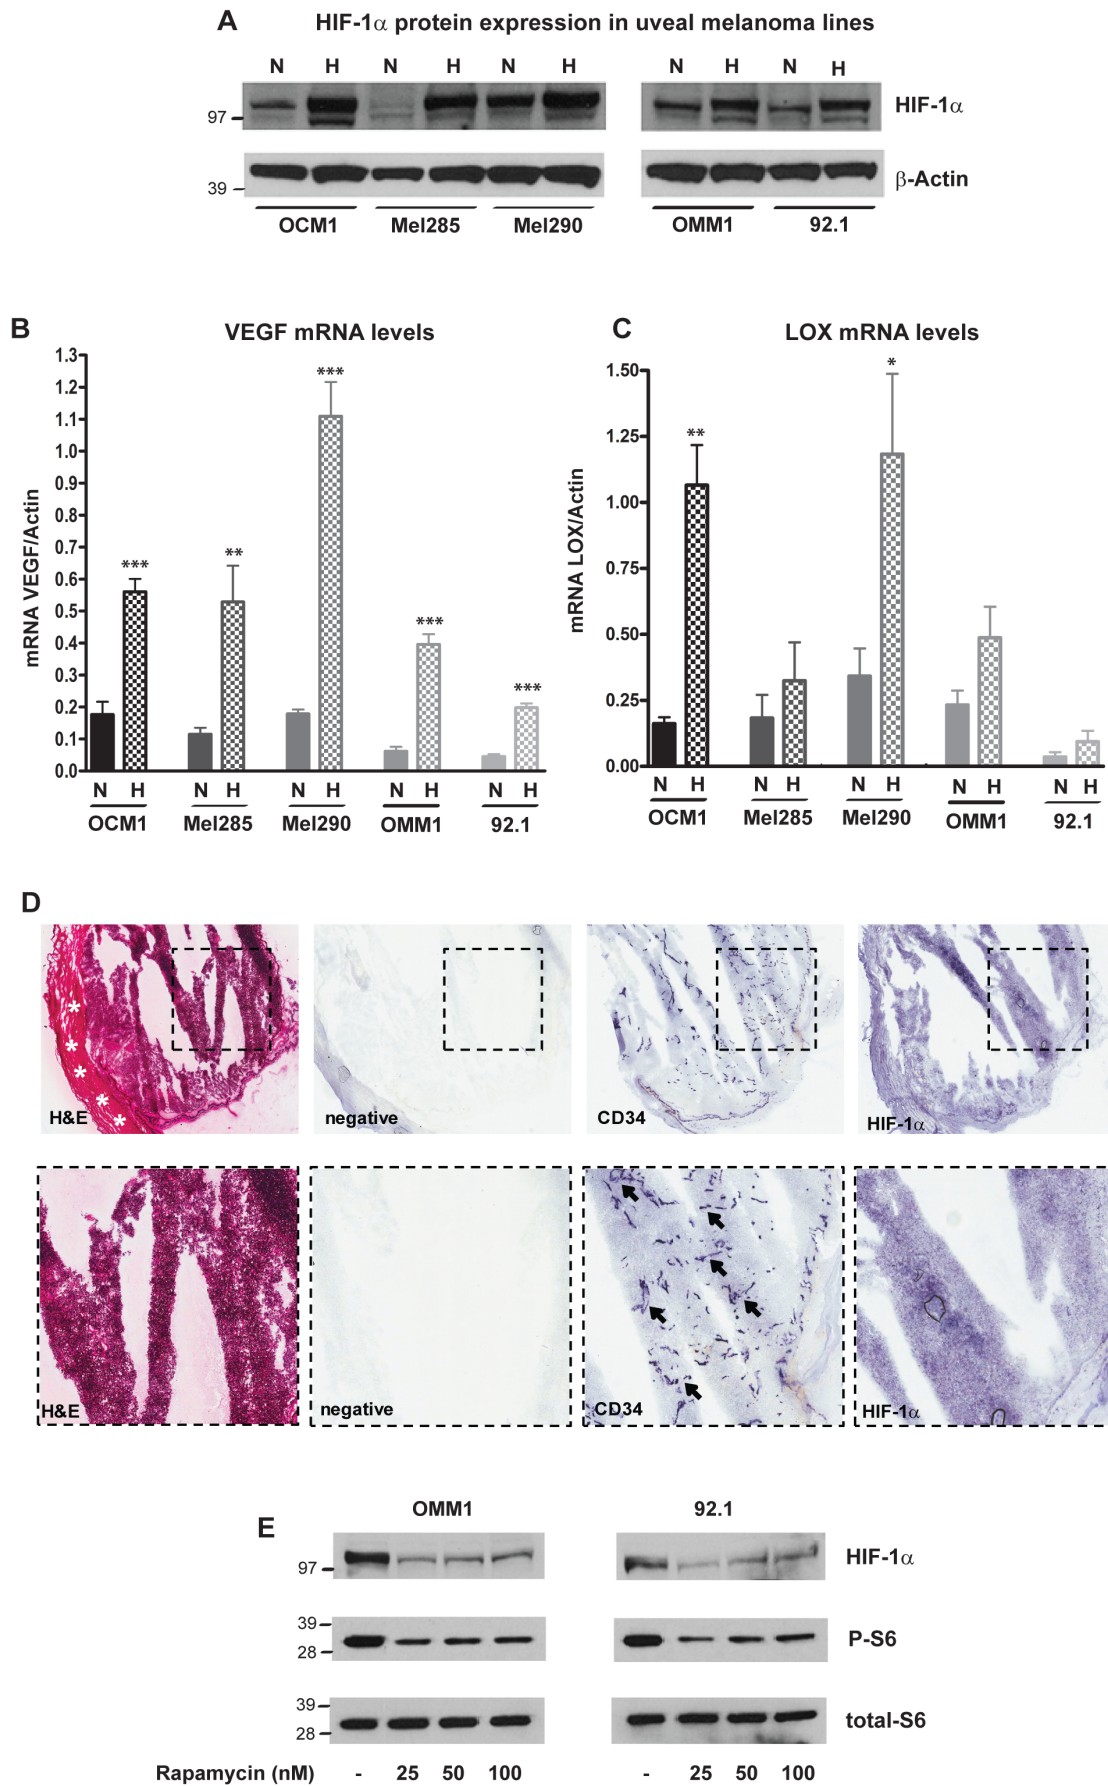 A HIF-1α protein expression in uveal melanoma lines
N H N H N H N H N H
97
HIF-1α
39
β-Actin
OCM1 Mel285 Mel290 OMM1 92.1
B VEGF mRNA levels
mRNA VEGF/Actin
1.3
1.2
1.1
1.0
0.9
0.8
0.7
0.6
0.5
0.4
0.3
0.2
0.1
0.0
*** ** *** *** ***
N H N H N H N H N H
OCM1 Mel285 Mel290 OMM1 92.1
C LOX mRNA levels
mRNA LOX/Actin
1.50
1.25
1.00
0.75
0.50
0.25
0.00
** *
N H N H N H N H N H
OCM1 Mel285 Mel290 OMM1 92.1
D
* * * * *
H&E negative CD34 HIF-1α
H&E negative CD34 HIF-1α
E OMM1 92.1
97
HIF-1α
39
28
P-S6
39
28
total-S6
Rapamycin (nM) - 25 50 100 - 25 50 100